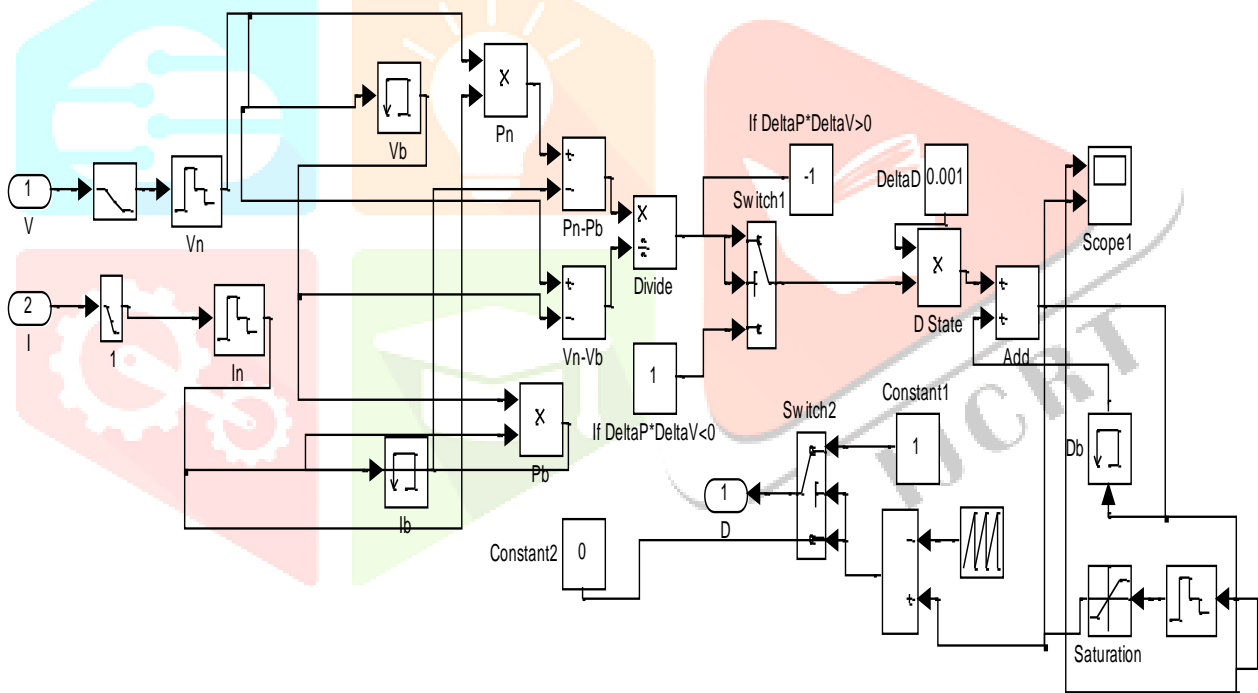 X
Pn
If DeltaP*DeltaV>0
Vb
1
V
Vn
+
-
Pn-Pb
X
÷
Divide
Switch1
-1
DeltaD
0.001
Scope1
X
D State
+
+
Add
2
I
1
In
+
-
Vn-Vb
1
If DeltaP*DeltaV<0
Switch2
Constant1
1
X
Pb
Ib
Db
IJCRT
1
D
Constant2
0
-
+
Saturation